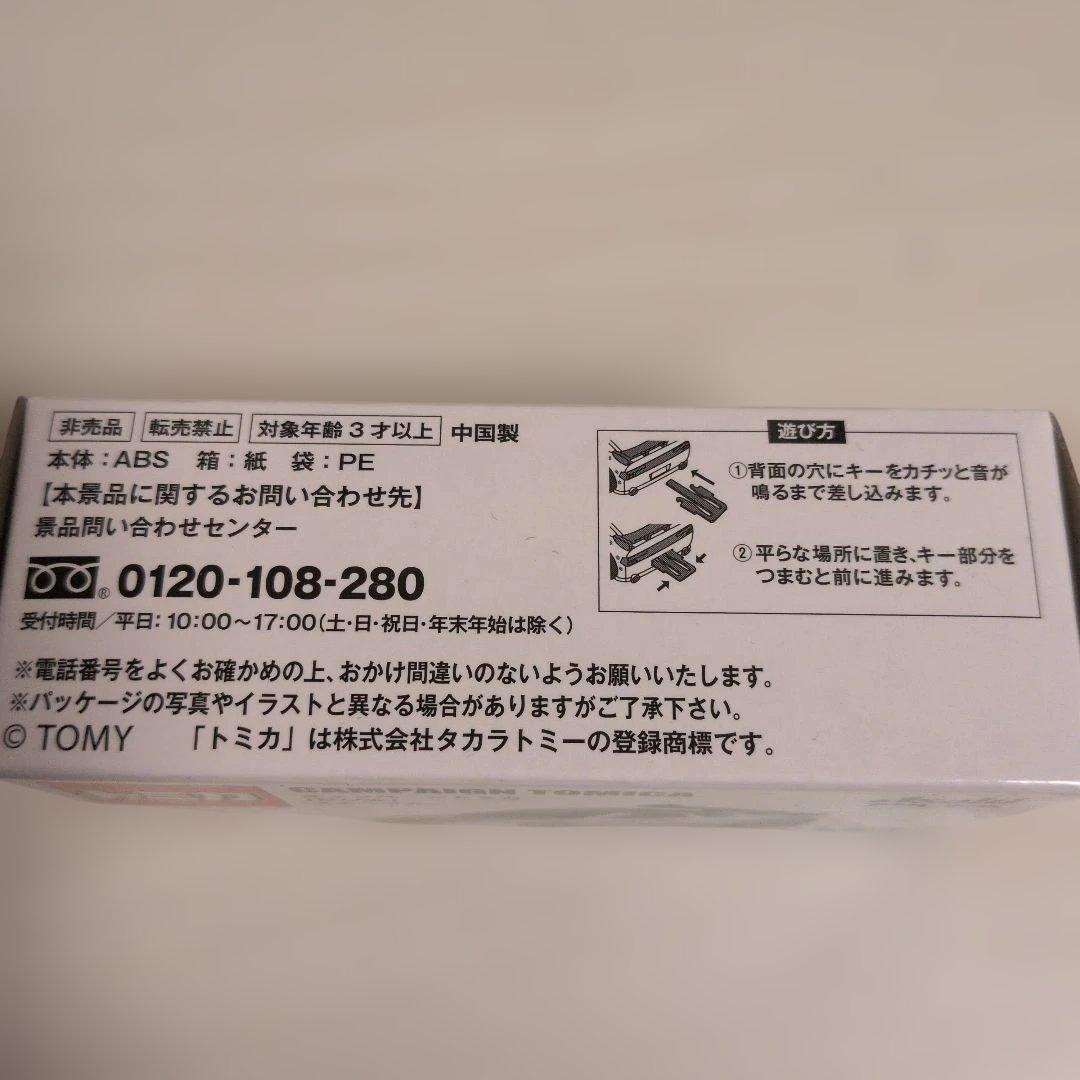 非売品 転売禁止 対象年齢3才以上 中国製
本体：ABS 箱：紙 袋：PE
【本景品に関するお問い合わせ先】
景品問い合わせセンター
® 0120-108-280
受付時間／平日：10:00～17:00（土・日・祝日・年末年始は除く）
遊び方
①背面の穴にキーをカチッと音が
鳴るまで差し込みます。
②平らな場所に置き、キー部分を
つまむと前に進みます。
※電話番号をよくお確かめの上、おかけ間違いのないようお願いいたします。
※パッケージの写真やイラストと異なる場合がありますがご了承下さい。
© TOMY 「トミカ」は株式会社タカラトミーの登録商標です。
CAMPAIGN TOMICA